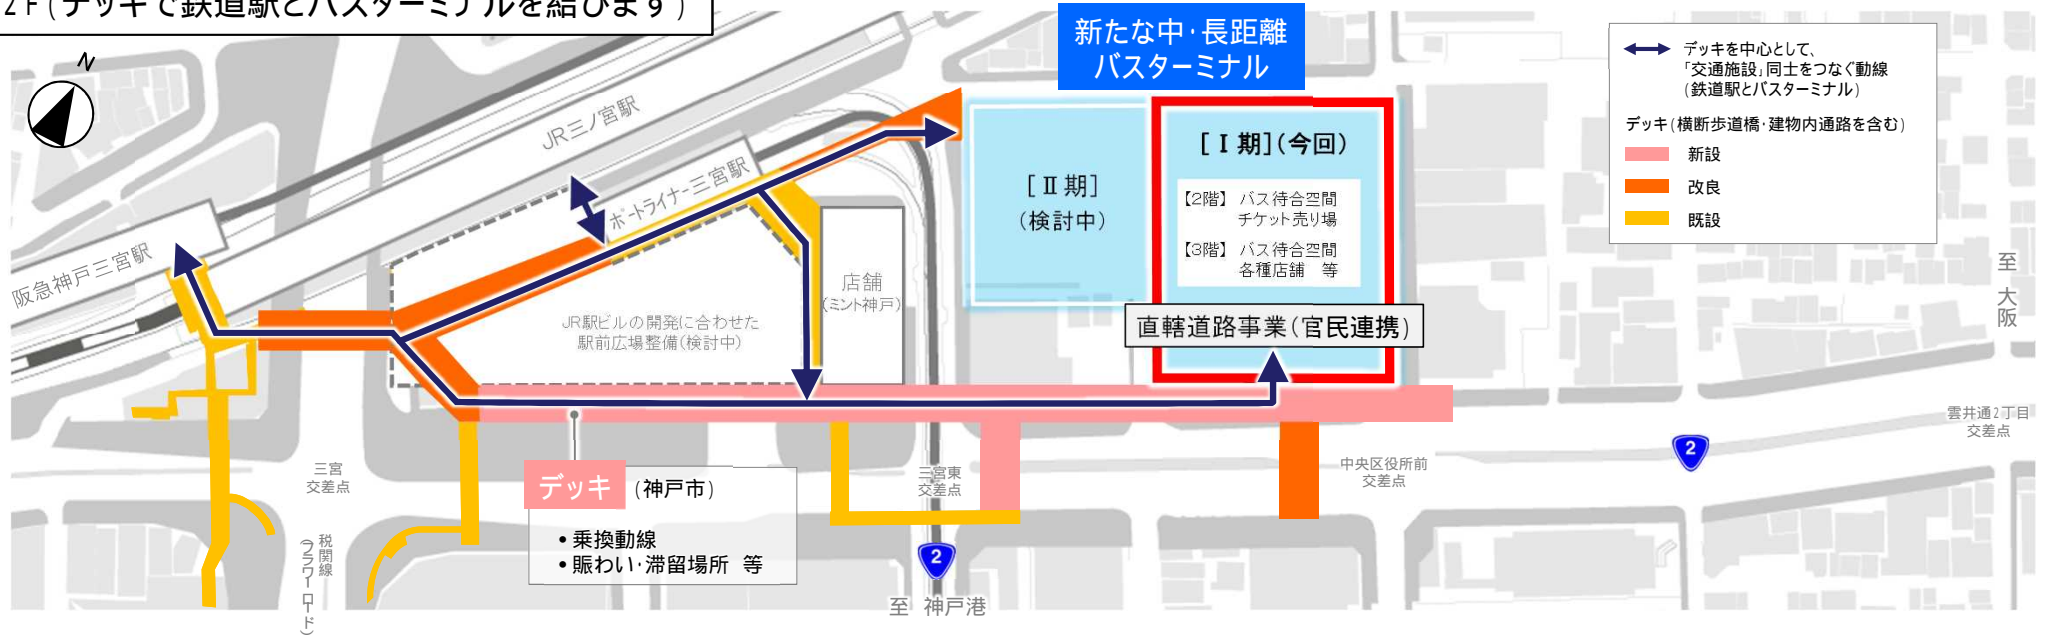 2F(デッキで鉄道駅とバスターミナルを結びます)
N
新たな中・長距離
バスターミナル
デッキを中心として、
「交通施設」同士をつなぐ動線
(鉄道駅とバスターミナル)
デッキ(横断歩道橋・建物内通路を含む)
新設
改良
既設
JR三ノ宮駅
ポートライナー三宮駅
阪急神戸三宮駅
[Ⅱ期]
(検討中)
[Ⅰ期](今回)
【2階】 バス待合空間
チケット売り場
【3階】 バス待合空間
各種店舗 等
直轄道路事業(官民連携)
店舗
(ミント神戸)
JR駅ビルの開発に合わせた
駅前広場整備(検討中)
至 大阪
雲井通2丁目
交差点
2
中央区役所前
交差点
三宮東
交差点
三宮
交差点
デッキ (神戸市)
•乗換動線
•賑わい・滞留場所 等
税関線
(フラワーロード)
2
至 神戸港